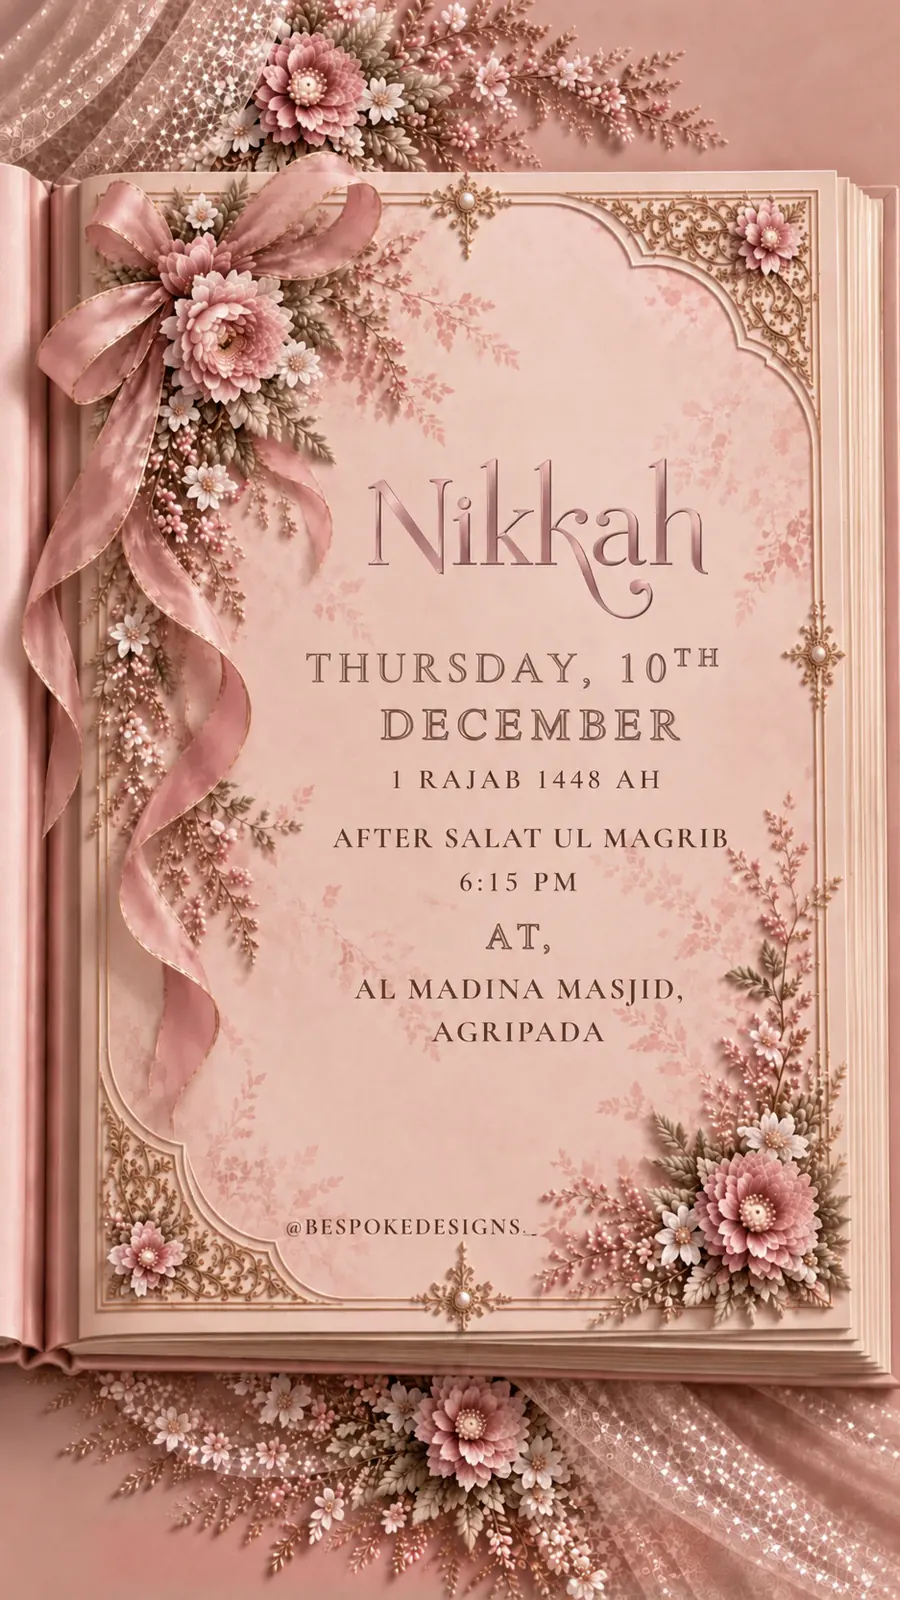 Nikkah
THURSDAY, 10TH
DECEMBER
1 RAJAB 1448 AH
AFTER SALAT UL MAGRIB
6:15 PM
AT,
AL MADINA MASJID,
AGRIPADA
@BESPOKEDESIGNS._